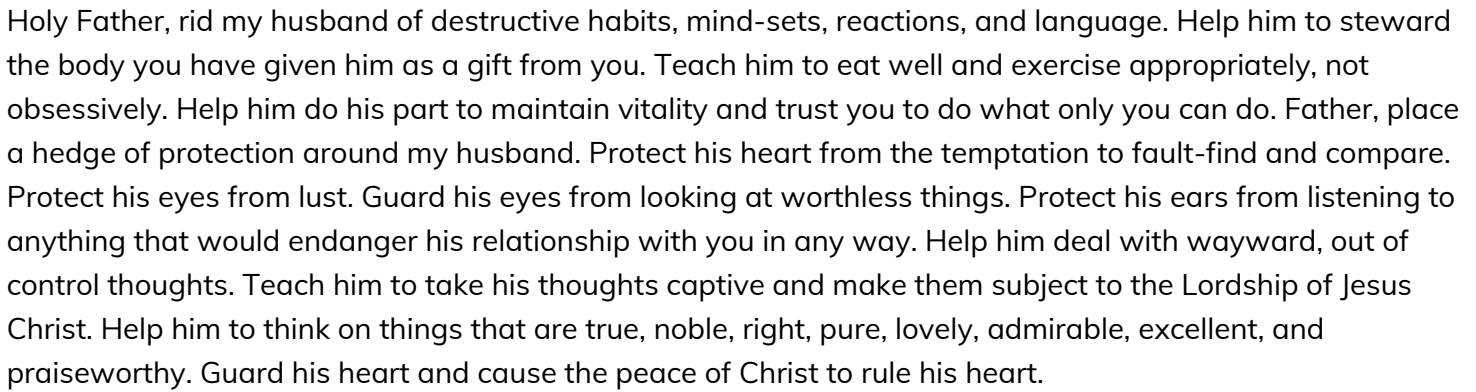 Holy Father, rid my husband of destructive habits, mind-sets, reactions, and language. Help him to steward
the body you have given him as a gift from you. Teach him to eat well and exercise appropriately, not
obsessively. Help him do his part to maintain vitality and trust you to do what only you can do. Father, place
a hedge of protection around my husband. Protect his heart from the temptation to fault-find and compare.
Protect his eyes from lust. Guard his eyes from looking at worthless things. Protect his ears from listening to
anything that would endanger his relationship with you in any way. Help him deal with wayward, out of
control thoughts. Teach him to take his thoughts captive and make them subject to the Lordship of Jesus
Christ. Help him to think on things that are true, noble, right, pure, lovely, admirable, excellent, and
praiseworthy. Guard his heart and cause the peace of Christ to rule his heart.